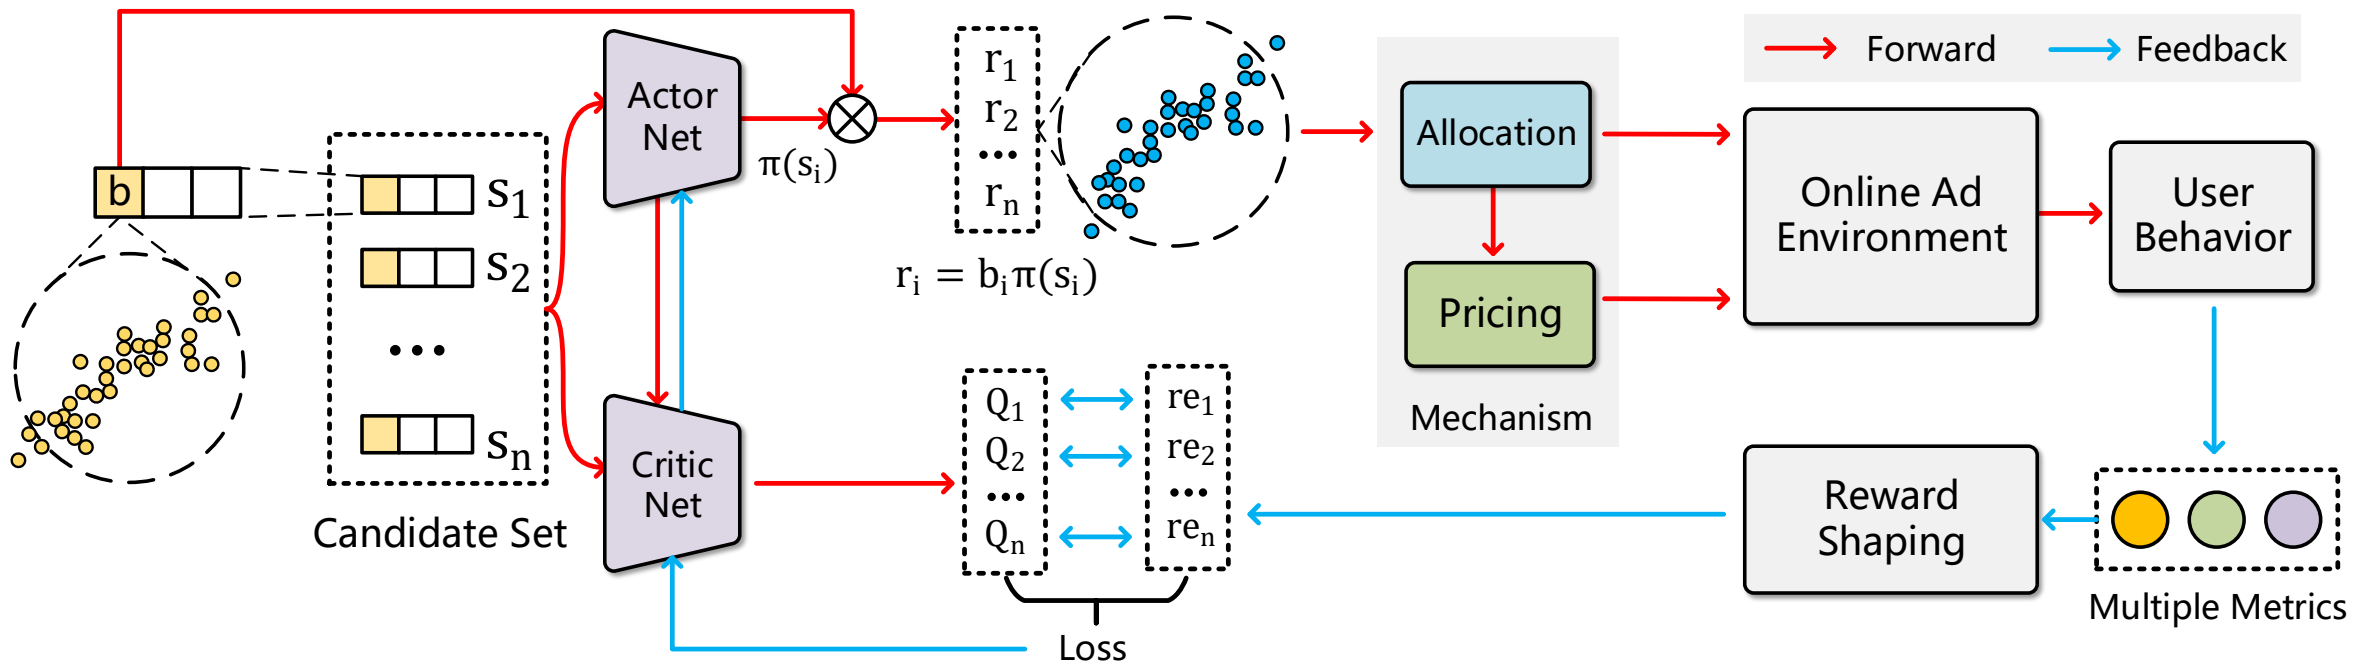 b
s₁
s₂
...
sₙ
Candidate Set
Actor
Net
π(sᵢ)
Critic
Net
r₁
r₂
...
rₙ
rᵢ = bᵢπ(sᵢ)
Q₁
Q₂
...
Qₙ
re₁
re₂
...
reₙ
Loss
Allocation
Pricing
Mechanism
Forward
Feedback
Online Ad
Environment
User
Behavior
Reward
Shaping
Multiple Metrics